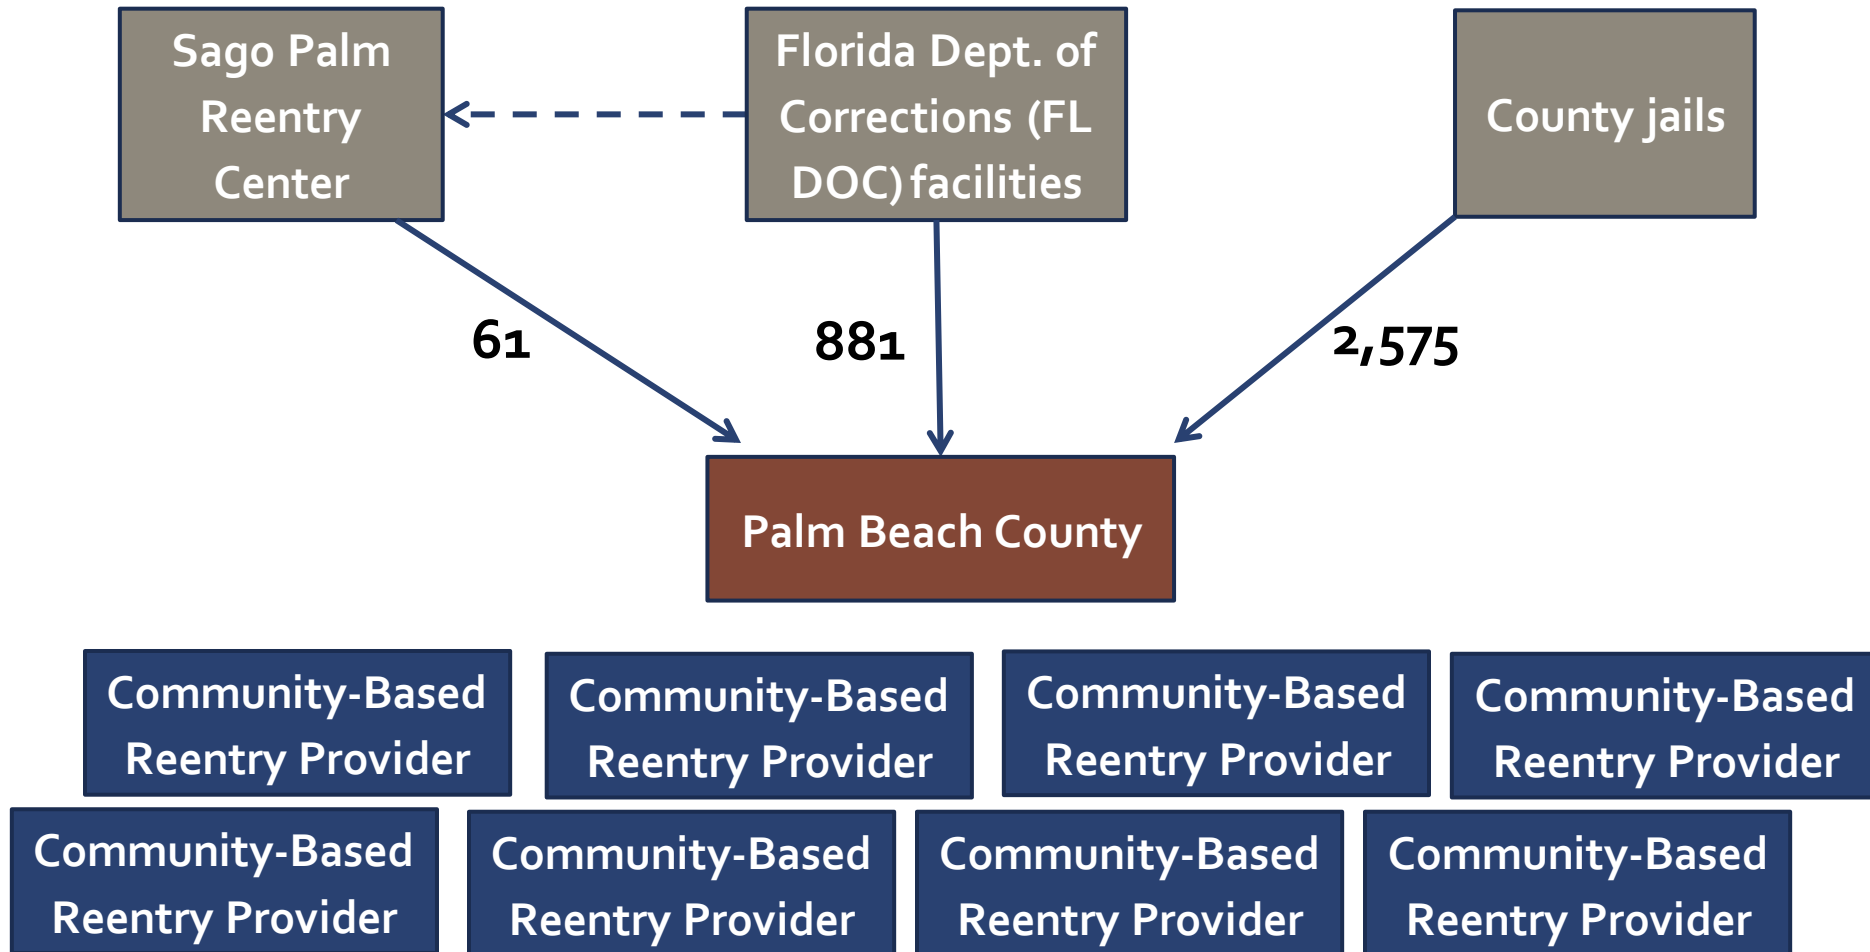 Sago Palm
Reentry
Center
Florida Dept. of
Corrections (FL
DOC) facilities
County jails
61
881
2,575
Palm Beach County
Community-Based
Reentry Provider
Community-Based
Reentry Provider
Community-Based
Reentry Provider
Community-Based
Reentry Provider
Community-Based
Reentry Provider
Community-Based
Reentry Provider
Community-Based
Reentry Provider
Community-Based
Reentry Provider